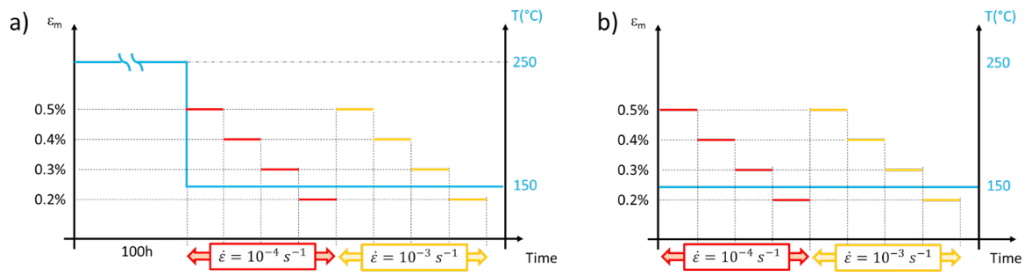 a)
εm
T(°C)
250
0.5%
0.4%
0.3%
150
0.2%
100h
ε̇ = 10⁻⁴ s⁻¹
ε̇ = 10⁻³ s⁻¹
Time
b)
εm
T(°C)
250
0.5%
0.4%
0.3%
150
0.2%
ε̇ = 10⁻⁴ s⁻¹
ε̇ = 10⁻³ s⁻¹
Time